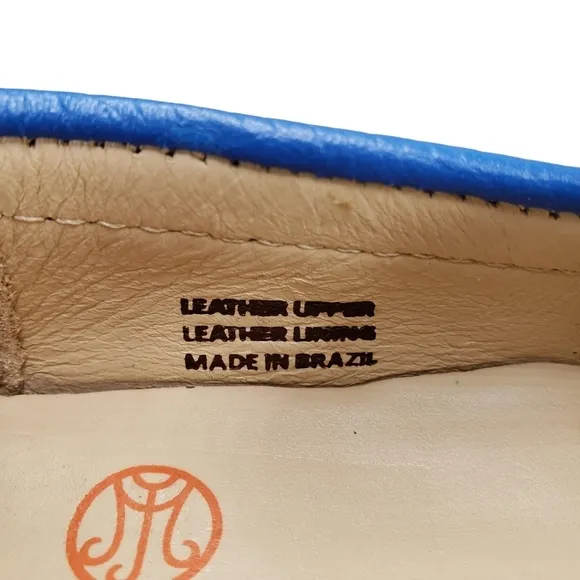 LEATHER UPPER
LEATHER LINING
MADE IN BRAZIL